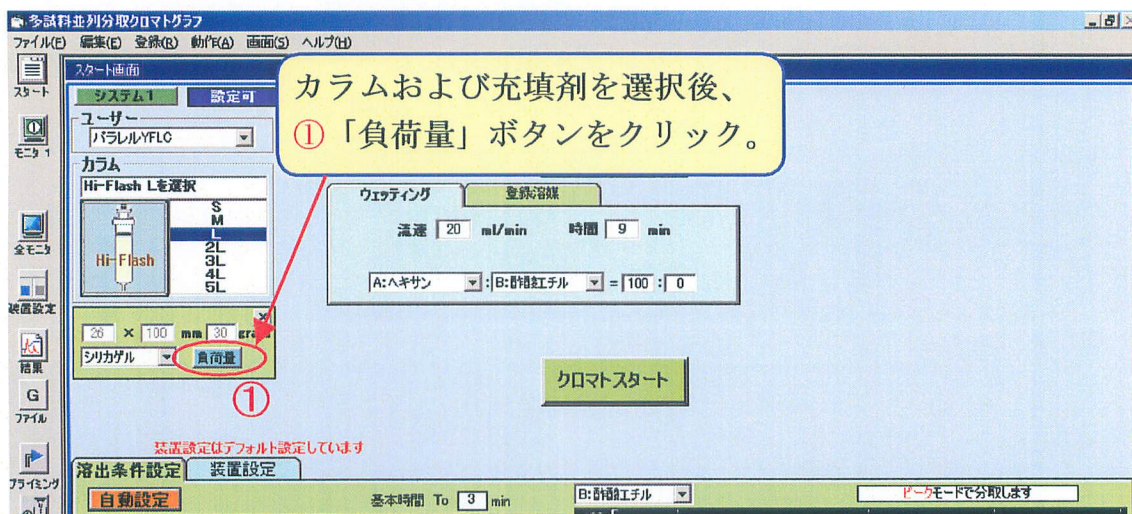 多試料並列分取クロマトグラフ
ファイル(F) 編集(E) 登録(R) 動作(A) 画面(S) ヘルプ(H)
スタート
スタート画面
システム1 設定可
カラムおよび充填剤を選択後、
①「負荷量」ボタンをクリック。
ユーザー
パラレルYFLC
モニタ 1
カラム
Hi-Flash Lを選択
S
M
L
2L
3L
4L
5L
Hi-Flash
ウェッティング 登録溶媒
流速 20 ml/min 時間 9 min
A:ヘキサン : B:酢酸エチル = 100 : 0
全モニタ
装置設定
26 × 100 mm 30
シリカゲル 負荷量
①
結果
クロマトスタート
G
ファイル
装置設定はデフォルト設定しています
溶出条件設定 装置設定
プライミング
自動設定
基本時間 To 3 min
B:酢酸エチル
ピークモードで分取します